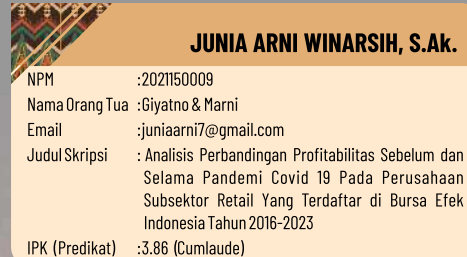 JUNIA ARNI WINARSIH, S.Ak.
NPM :2021150009
Nama Orang Tua :Giyatno & Marni
Email :juniaarni7@gmail.com
Judul Skripsi : Analisis Perbandingan Profitabilitas Sebelum dan
Selama Pandemi Covid 19 Pada Perusahaan
Subsektor Retail Yang Terdaftar di Bursa Efek
Indonesia Tahun 2016-2023
IPK (Predikat) :3.86 (Cumlaude)